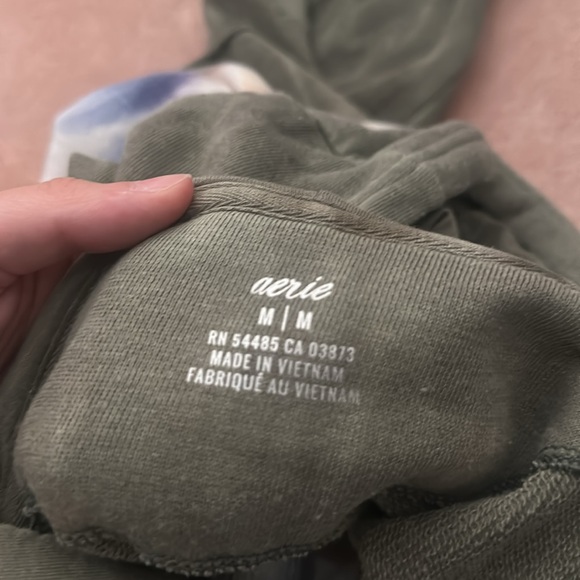 aerie
M | M
RN 54485 CA 03873
MADE IN VIETNAM
FABRIQUÉ AU VIETNAM